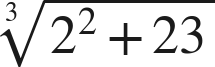 ∛(2² + 23)